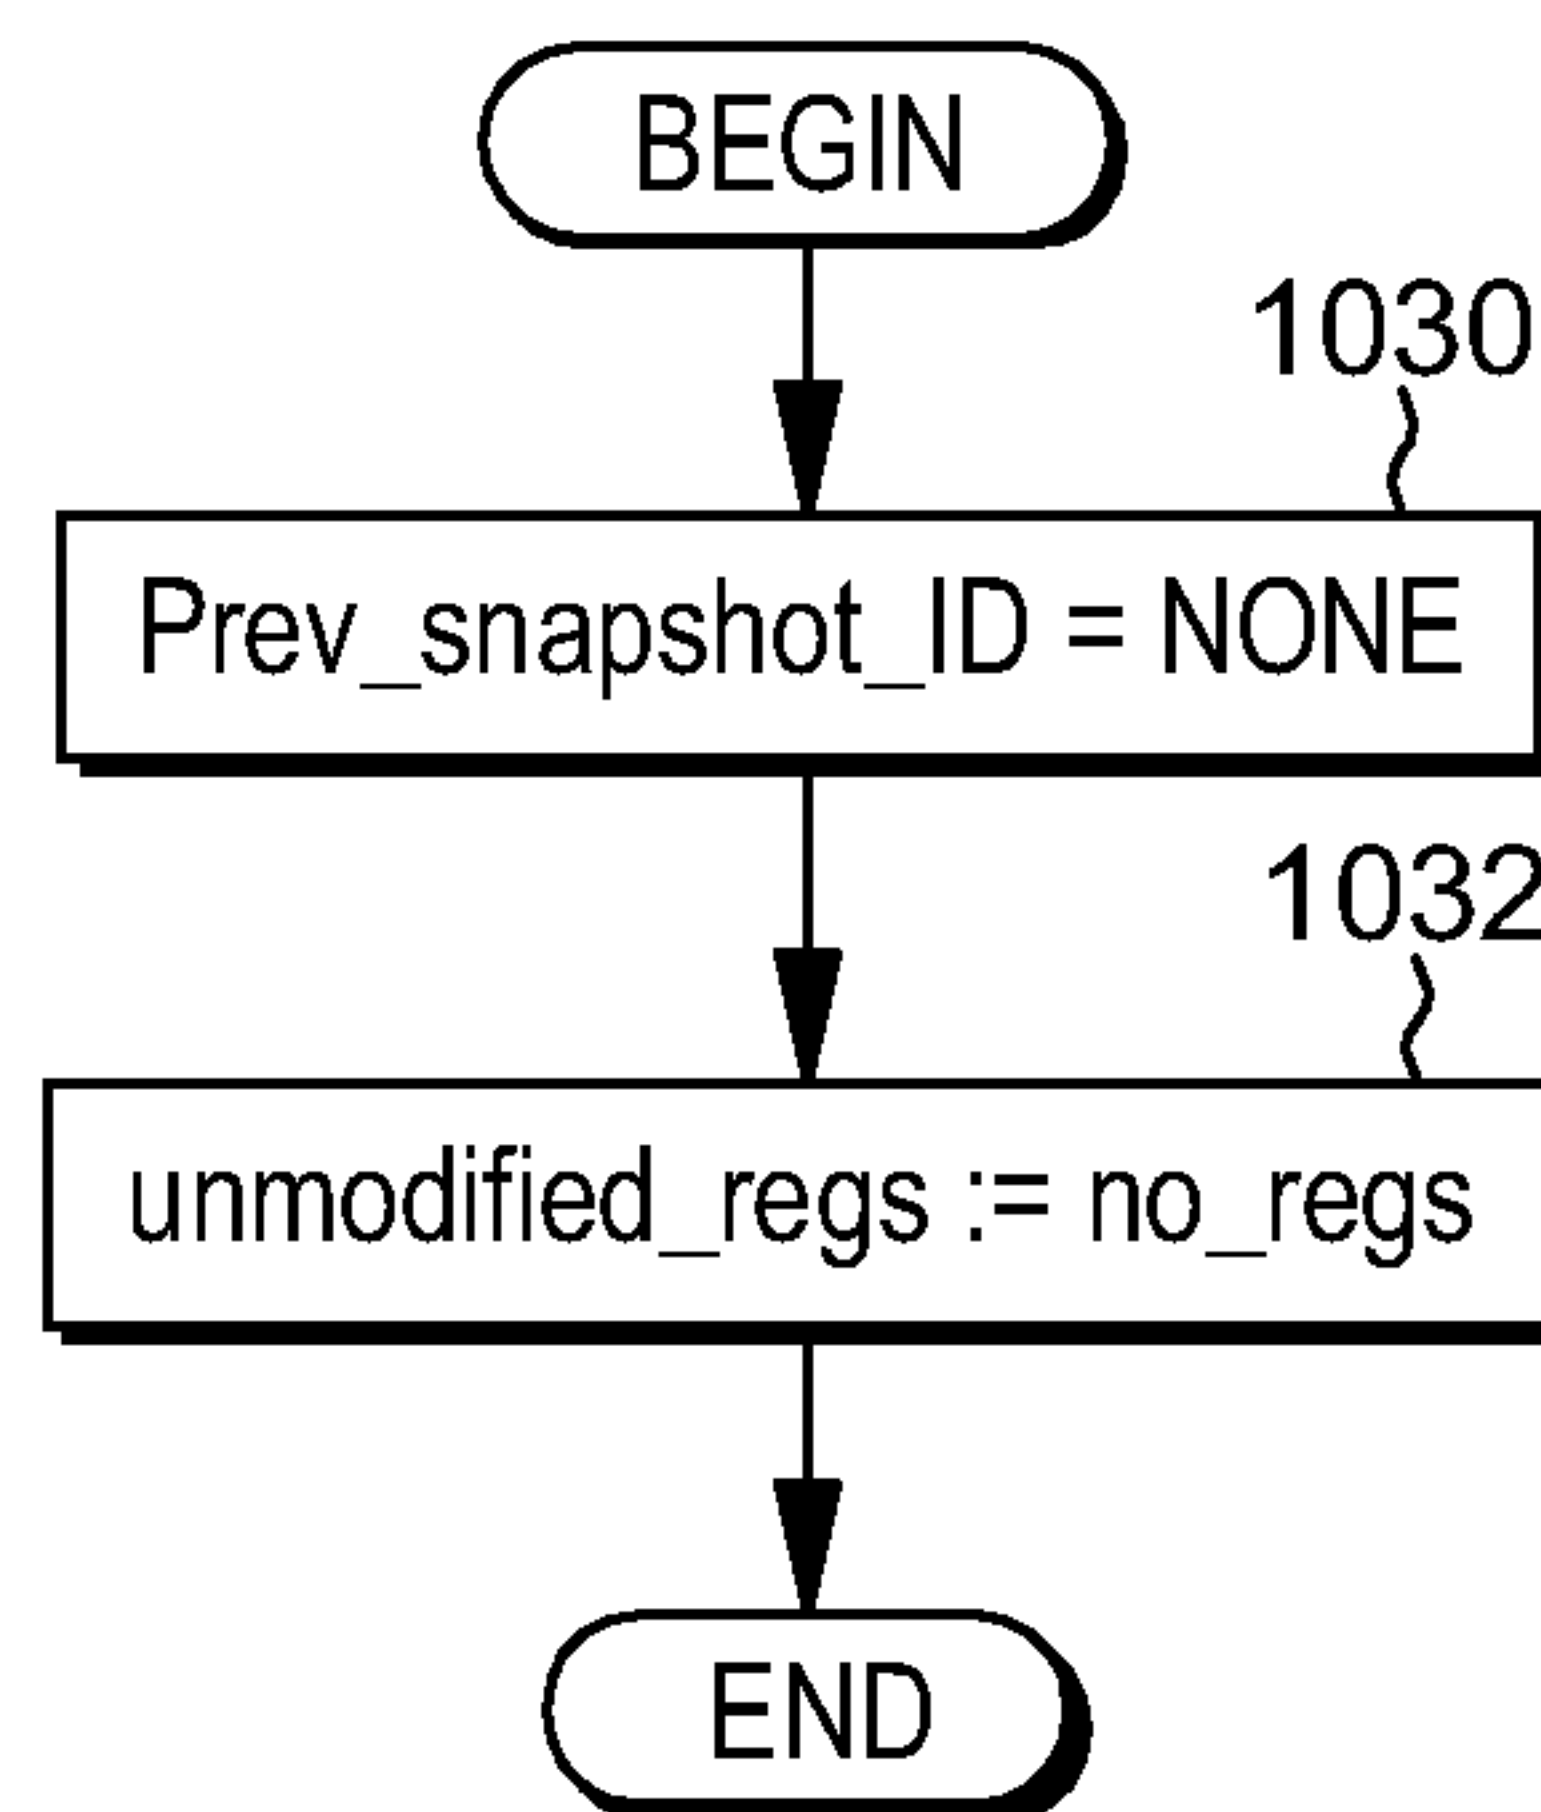 BEGIN
1030
Prev_snapshot_ID = NONE
1032
unmodified_regs := no_regs
END